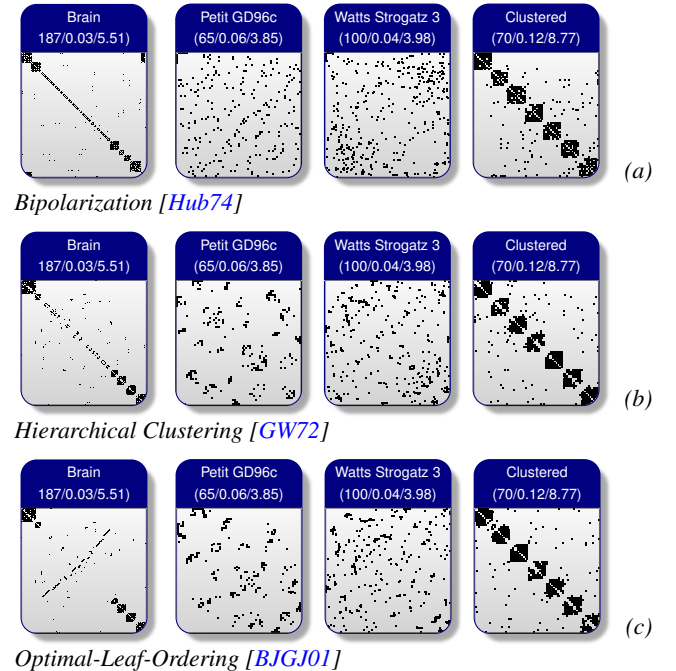 Brain Petit GD96c Watts Strogatz 3 Clustered
187/0.03/5.51) (65/0.06/3.85) (100/0.04/3.98) (70/0.12/8.77)
(a)
Bipolarization [Hub74]
Brain Petit GD96c Watts Strogatz 3 Clustered
187/0.03/5.51) (65/0.06/3.85) (100/0.04/3.98) (70/0.12/8.77)
(b)
Hierarchical Clustering [GW72]
Brain Petit GD96c Watts Strogatz 3 Clustered
187/0.03/5.51) (65/0.06/3.85) (100/0.04/3.98) (70/0.12/8.77)
(c)
Optimal-Leaf-Ordering [BJGJ01]